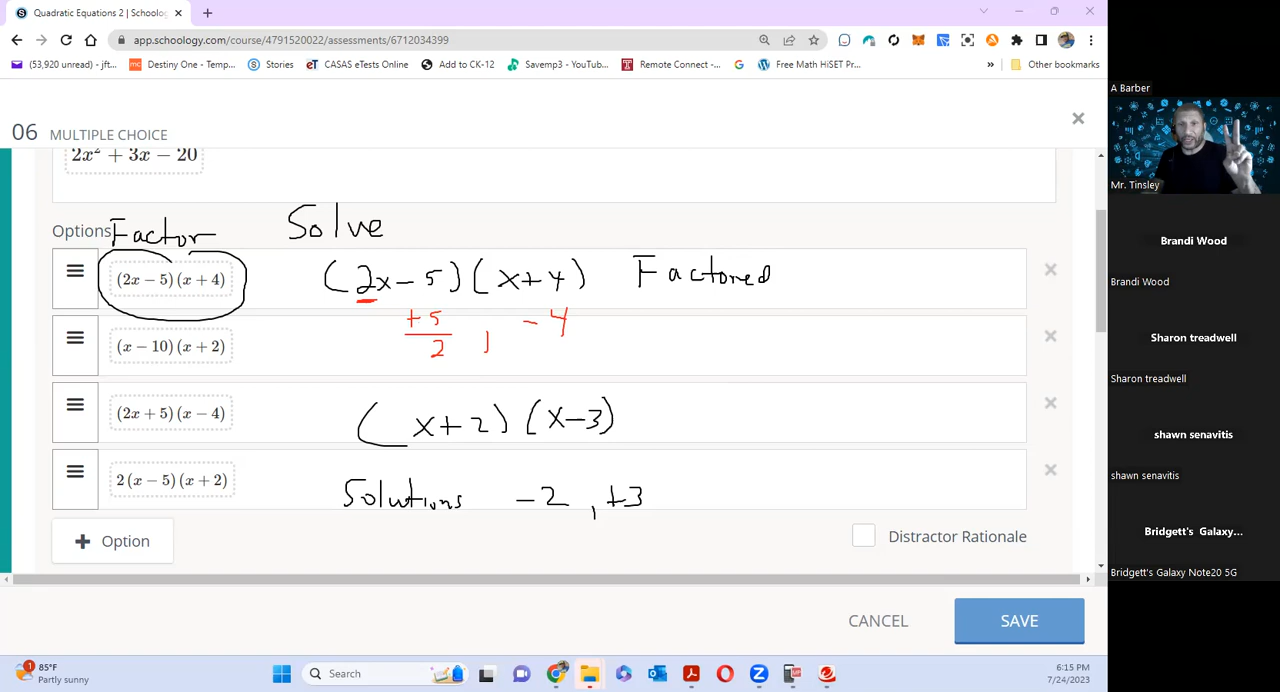 Quadratic Equations 2 | Schoolog
app.schoology.com/course/4791520022/assessments/6712034399
(53,920 unread) - jft...
Destiny One - Temp...
Stories
CASAS eTests Online
Add to CK-12
Savemp3 - YouTub...
Remote Connect -...
Free Math HiSET Pr...
»
Other bookmarks
A Barber
06 MULTIPLE CHOICE
2x² + 3x − 20
Mr. Tinsley
Options
Factor
Solve
(2x − 5)(x + 4)
(2x − 5)(x + 4) Factored
Brandi Wood
Brandi Wood
+5
2
, −4
(x − 10)(x + 2)
Sharon treadwell
Sharon treadwell
(2x + 5)(x − 4)
(x + 2)(x − 3)
shawn senavitis
shawn senavitis
2(x − 5)(x + 2)
Solutions −2 , +3
+ Option
Distractor Rationale
Bridgett's Galaxy...
Bridgett's Galaxy Note20 5G
CANCEL
SAVE
1
85°F
Partly sunny
Search
6:15 PM
7/24/2023